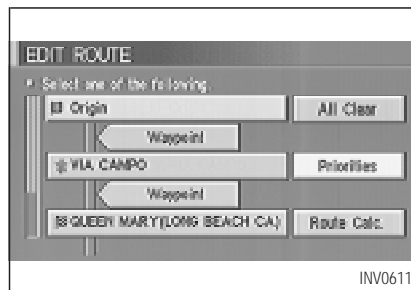 EDIT ROUTE
Select one of the following.
Origin
All Clear
Waypoint
VIA CAMPO
Priorities
Waypoint
QUEEN MARY(LONG BEACH CA)
Route Calc.
INV0611